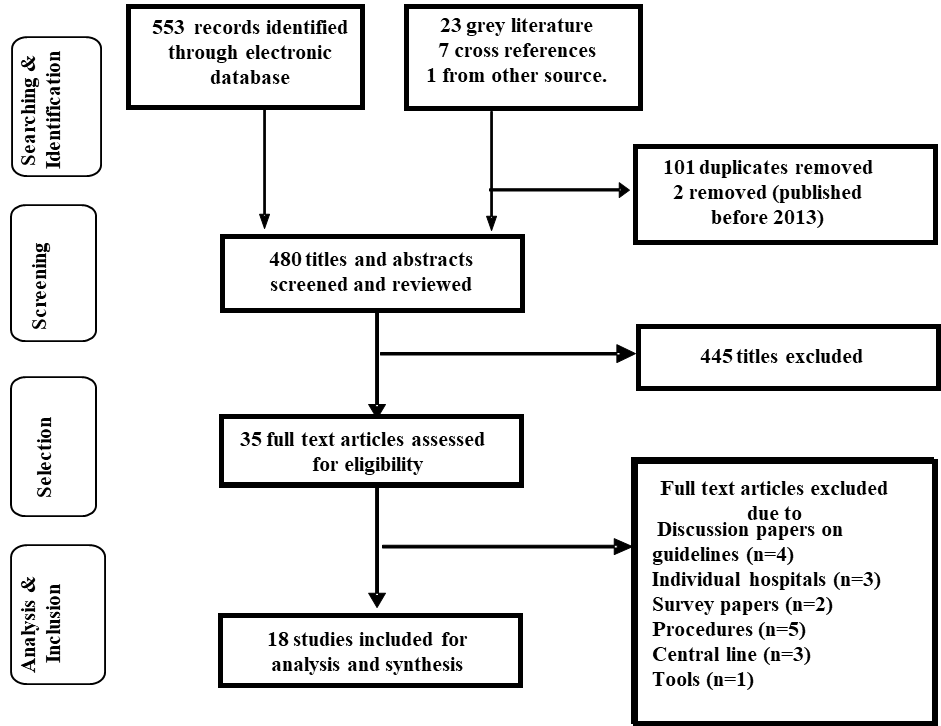 553 records identified
through electronic
database
23 grey literature
7 cross references
1 from other source.
Searching &
Identification
101 duplicates removed
2 removed (published
before 2013)
Screening
480 titles and abstracts
screened and reviewed
445 titles excluded
Selection
35 full text articles assessed
for eligibility
Full text articles excluded
due to
Discussion papers on
guidelines (n=4)
Individual hospitals (n=3)
Survey papers (n=2)
Procedures (n=5)
Central line (n=3)
Tools (n=1)
Analysis &
Inclusion
18 studies included for
analysis and synthesis